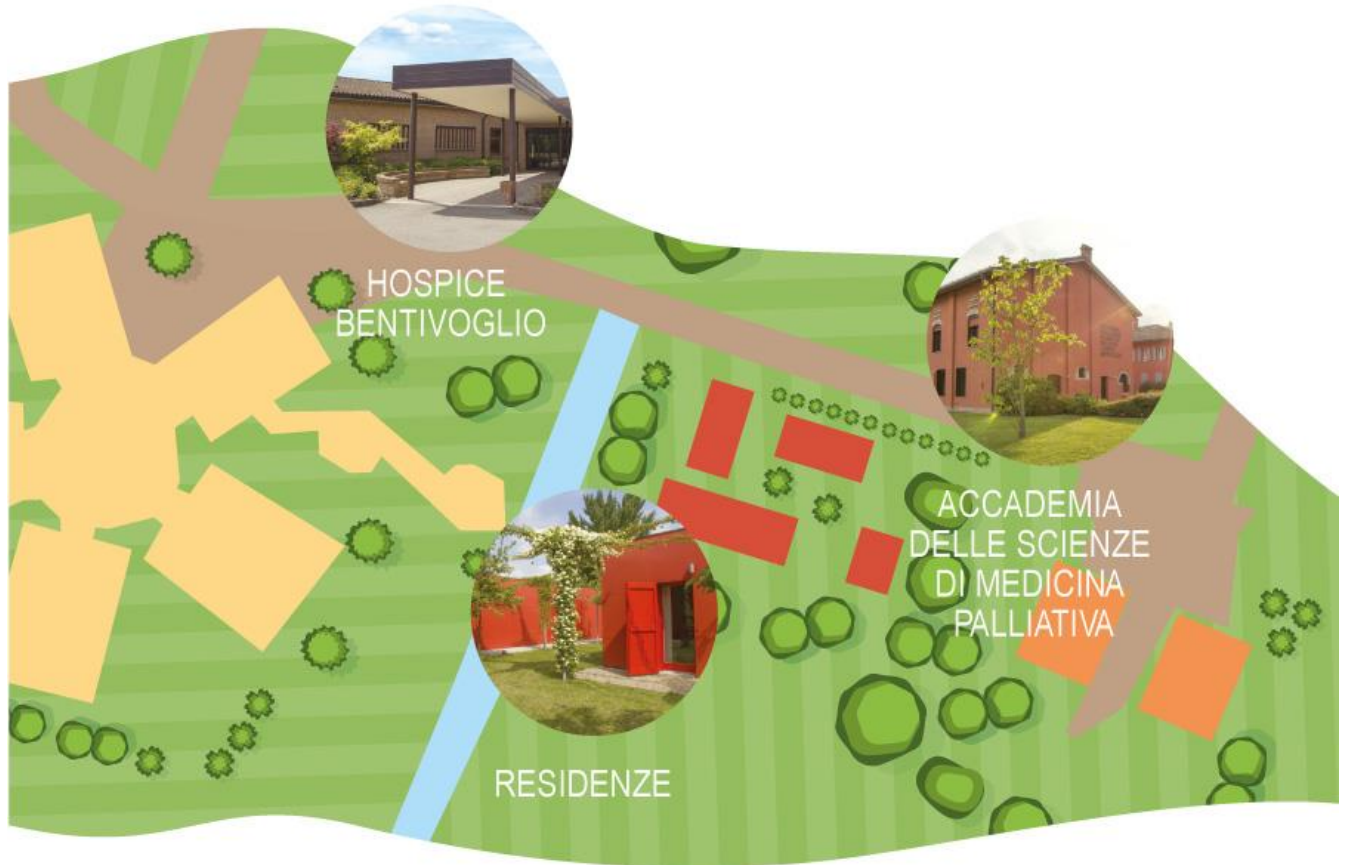 HOSPICE
BENTIVOGLIO
ACCADEMIA
DELLE SCIENZE
DI MEDICINA
PALLIATIVA
RESIDENZE